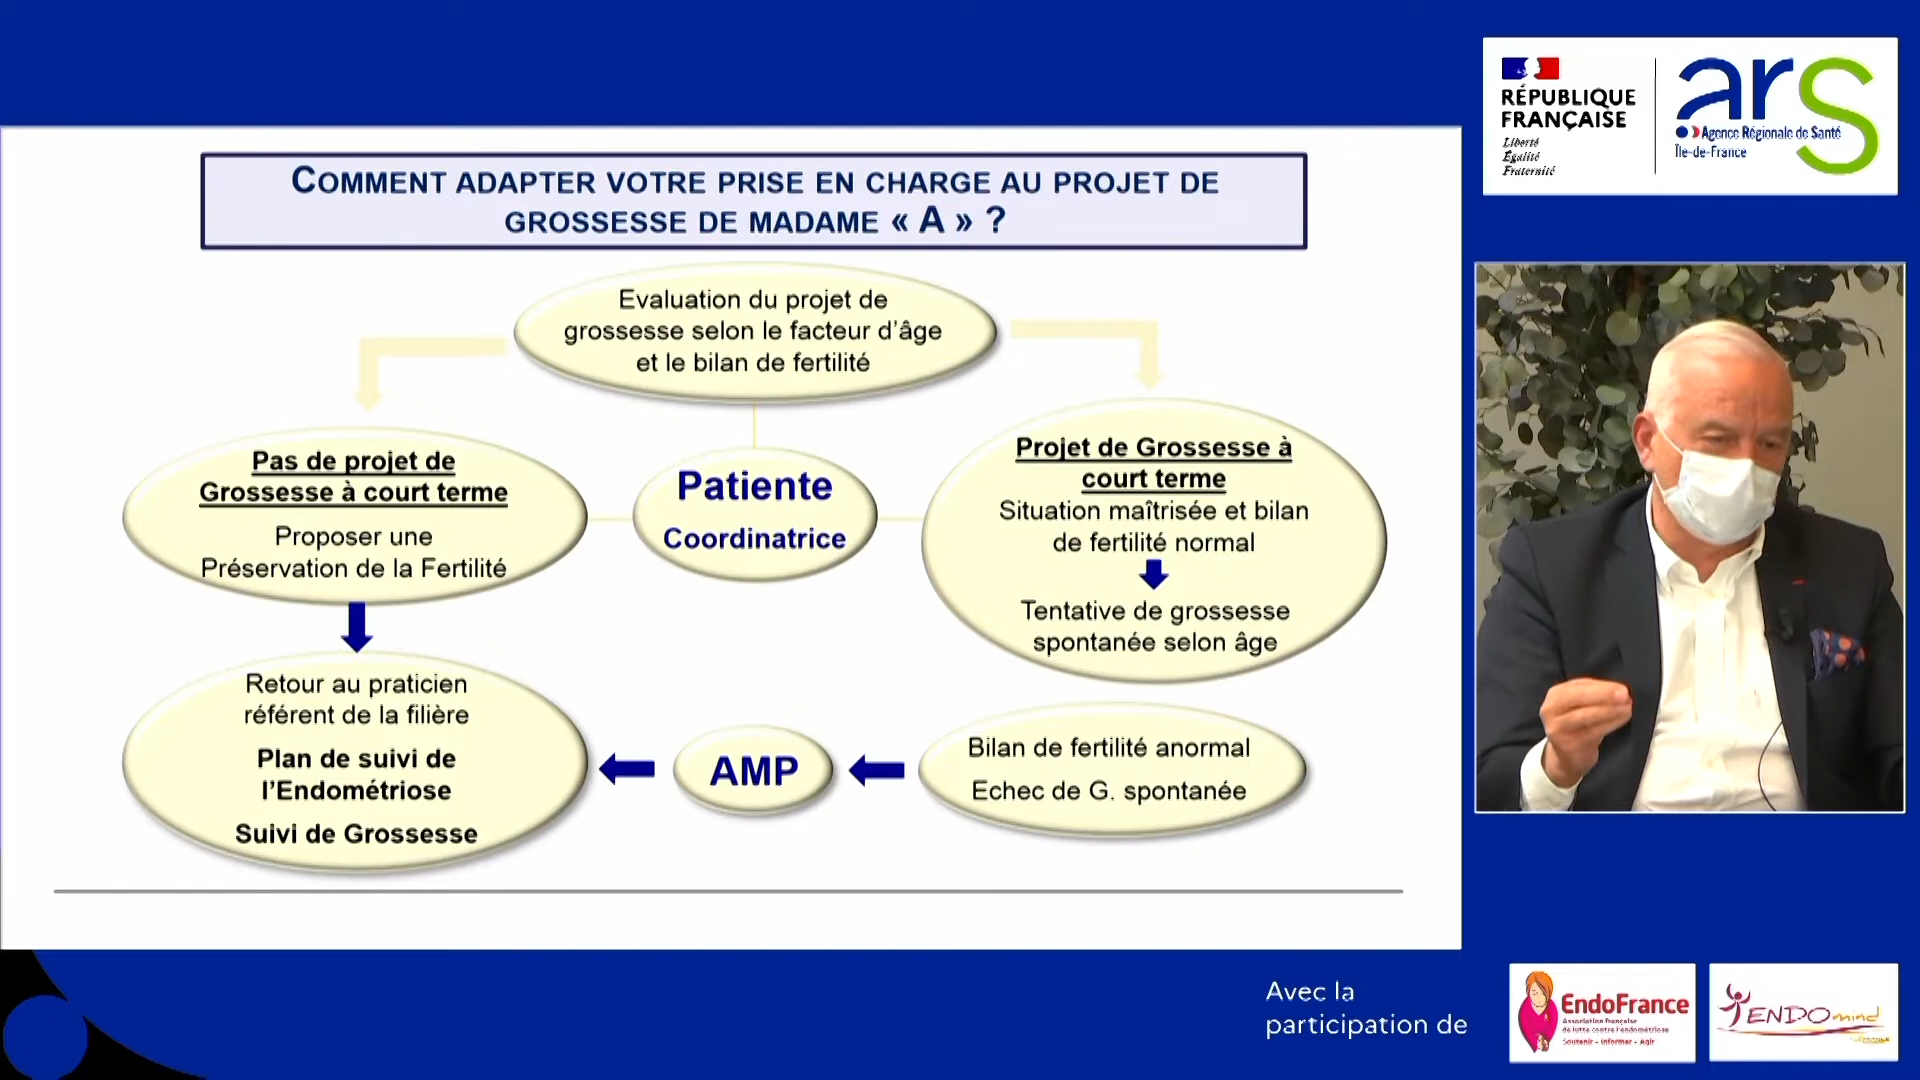 COMMENT ADAPTER VOTRE PRISE EN CHARGE AU PROJET DE
GROSSESSE DE MADAME « A » ?
Evaluation du projet de
grossesse selon le facteur d'âge
et le bilan de fertilité
Pas de projet de
Grossesse à court terme
Proposer une
Préservation de la Fertilité
Patiente
Coordinatrice
Projet de Grossesse à
court terme
Situation maîtrisée et bilan
de fertilité normal
Tentative de grossesse
spontanée selon âge
Retour au praticien
référent de la filière
Plan de suivi de
l'Endométriose
Suivi de Grossesse
AMP
Bilan de fertilité anormal
Echec de G. spontanée
RÉPUBLIQUE
FRANÇAISE
Liberté
Égalité
Fraternité
ars
Agence Régionale de Santé
Île-de-France
Avec la
participation de
EndoFrance
Association française
de lutte contre l'endométriose
Soutenir - Informer - Agir
ENDOmind